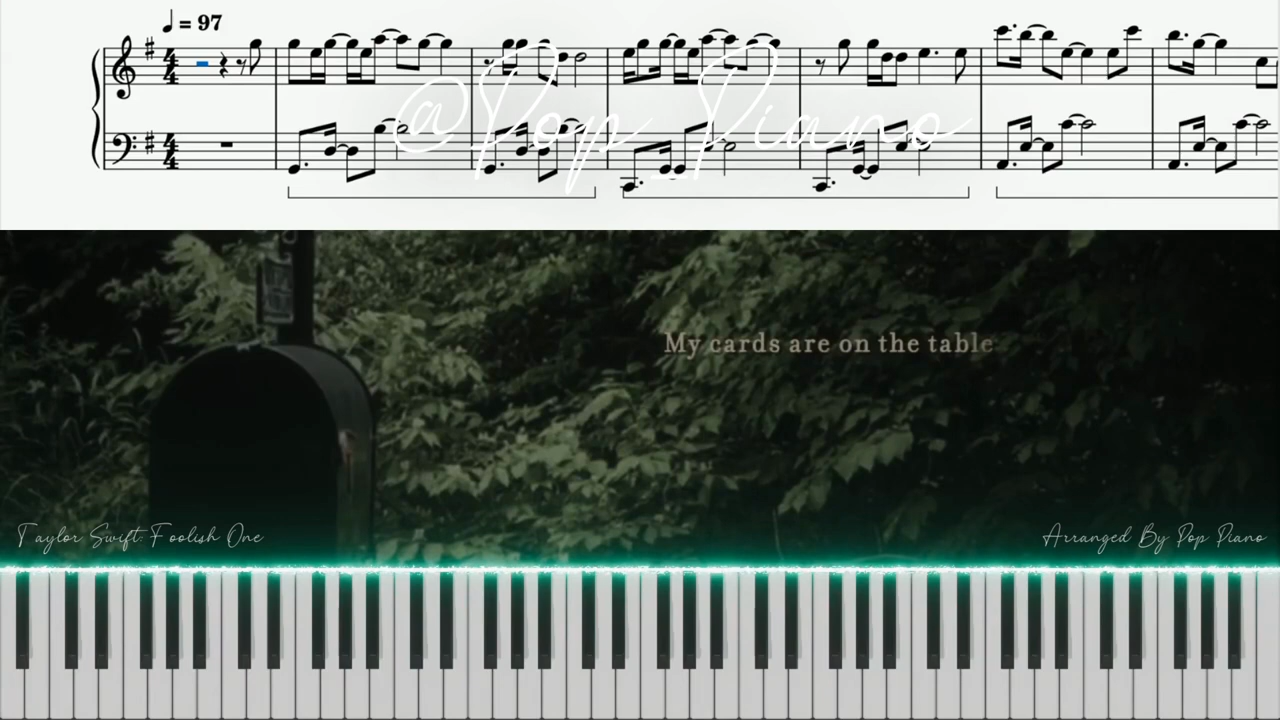 ♩ = 97
@Pop Piano
My cards are on the table
Taylor Swift: Foolish One
Arranged By Pop Piano